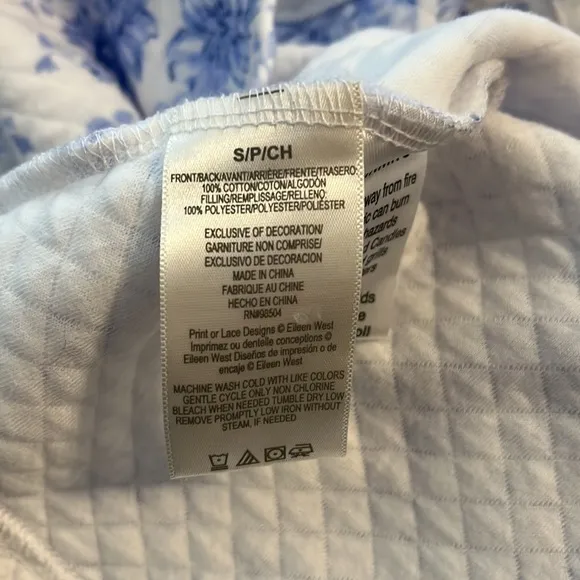 S/P/CH
FRONT/BACK/AVANT/ARRIÈRE/FRENTE/TRASERO:
100% COTTON/COTON/ALGODÓN
FILLING/REMPLISSAGE/RELLENO:
100% POLYESTER/POLYESTER/POLIÉSTER
EXCLUSIVE OF DECORATION/
GARNITURE NON COMPRISE/
EXCLUSIVO DE DECORACION
MADE IN CHINA
FABRIQUE AU CHINE
HECHO EN CHINA
RN#98504
Print or Lace Designs © Eileen West
Imprimez ou dentelle conceptions ©
Eileen West Diseños de impresión o de
encaje © Eileen West
MACHINE WASH COLD WITH LIKE COLORS
GENTLE CYCLE ONLY NON CHLORINE
BLEACH WHEN NEEDED TUMBLE DRY LOW
REMOVE PROMPTLY LOW IRON WITHOUT
STEAM, IF NEEDED
way from fire
can burn
hazards
Candles
grills